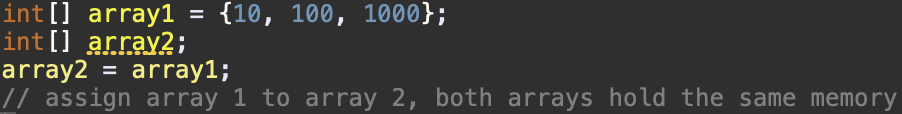 int[] array1 = {10, 100, 1000};
int[] array2;
array2 = array1;
// assign array 1 to array 2, both arrays hold the same memory